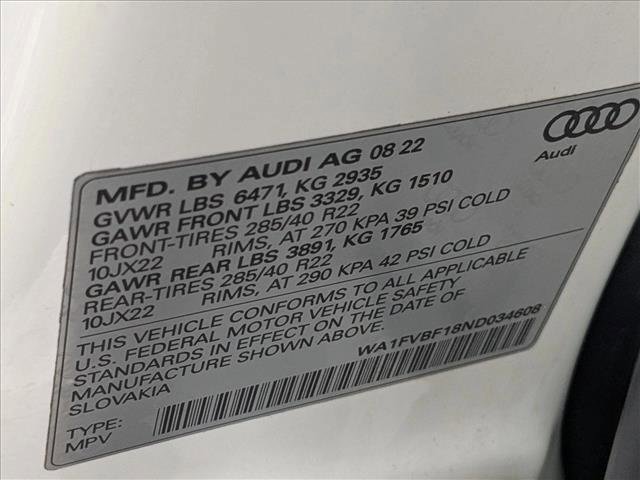 Audi
MFD. BY AUDI AG 08 22
GVWR LBS 6471, KG 2935
GAWR FRONT LBS 3329, KG 1510
FRONT-TIRES 285/40 R22
10JX22 RIMS, AT 270 KPA 39 PSI COLD
GAWR REAR LBS 3891, KG 1765
REAR-TIRES 285/40 R22
10JX22 RIMS, AT 290 KPA 42 PSI COLD
THIS VEHICLE CONFORMS TO ALL APPLICABLE
U.S. FEDERAL MOTOR VEHICLE SAFETY
STANDARDS IN EFFECT ON THE DATE OF
MANUFACTURE SHOWN ABOVE.
SLOVAKIA
WA1FVBF18ND034608
TYPE:
MPV